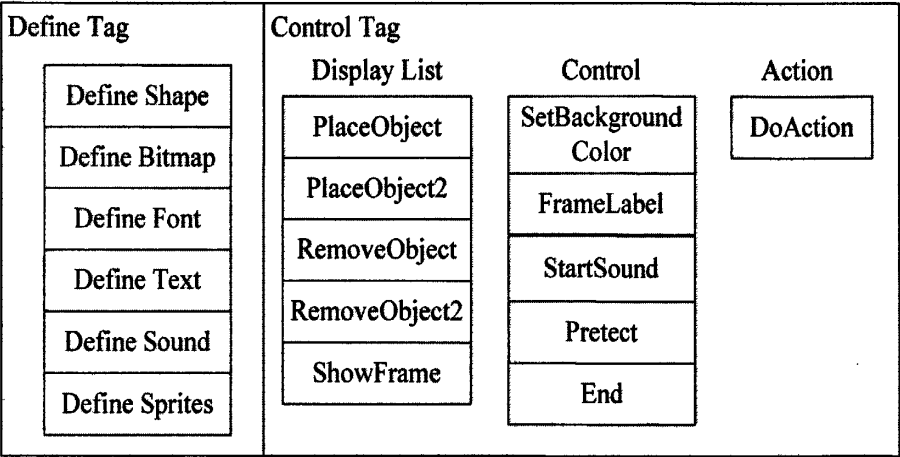 Define Tag
Define Shape
Define Bitmap
Define Font
Define Text
Define Sound
Define Sprites
Control Tag
Display List
PlaceObject
PlaceObject2
RemoveObject
RemoveObject2
ShowFrame
Control
SetBackground
Color
FrameLabel
StartSound
Pretect
End
Action
DoAction